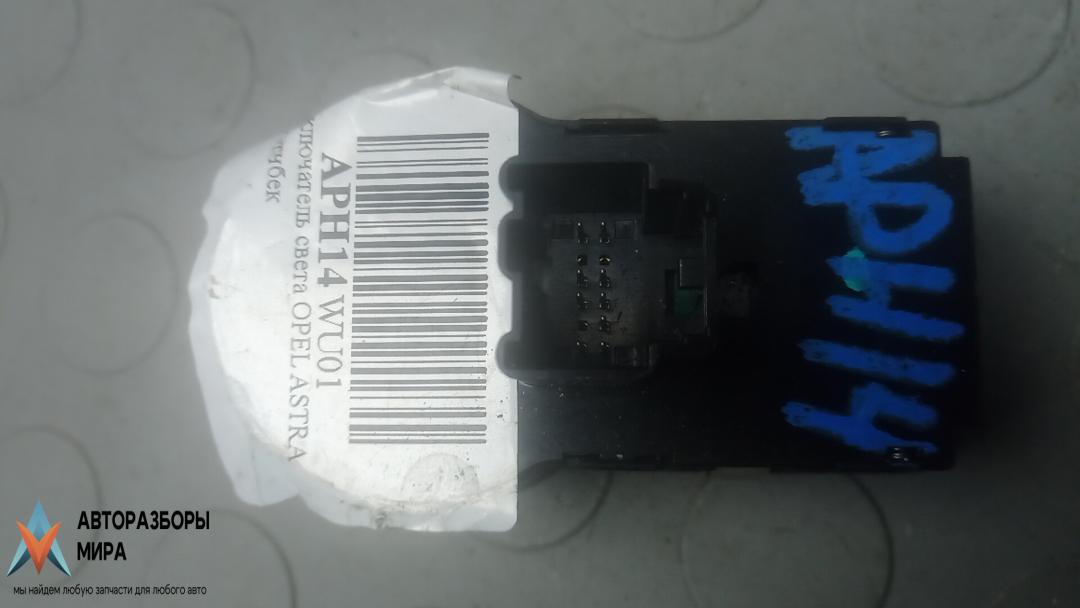 APH14 WU01
ключатель света OPEL ASTRA
тчбек
APH14
АВТОРАЗБОРЫ
МИРА
мы найдем любую запчасти для любого авто